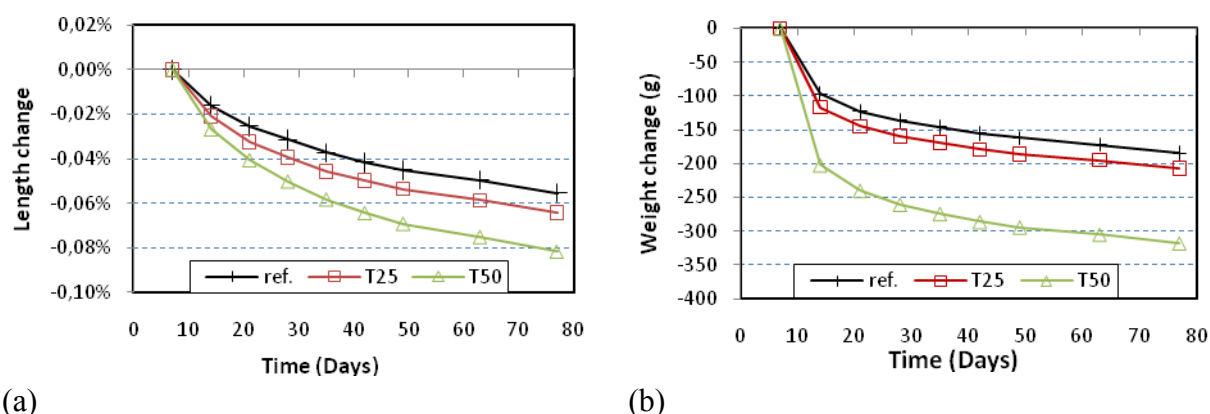 Length change
0,02%
0,00%
-0,02%
-0,04%
-0,06%
-0,08%
-0,10%
ref. T25 T50
0 10 20 30 40 50 60 70 80
Time (Days)
(a)
Weight change (g)
0
-50
-100
-150
-200
-250
-300
-350
-400
ref. T25 T50
0 10 20 30 40 50 60 70 80
Time (Days)
(b)